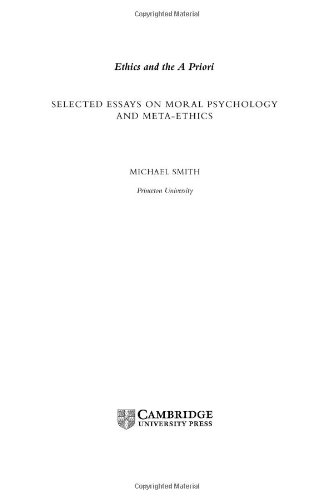 Copyrighted Material
Ethics and the A Priori
SELECTED ESSAYS ON MORAL PSYCHOLOGY
AND META-ETHICS
MICHAEL SMITH
Princeton University
CAMBRIDGE
UNIVERSITY PRESS
Copyrighted Material